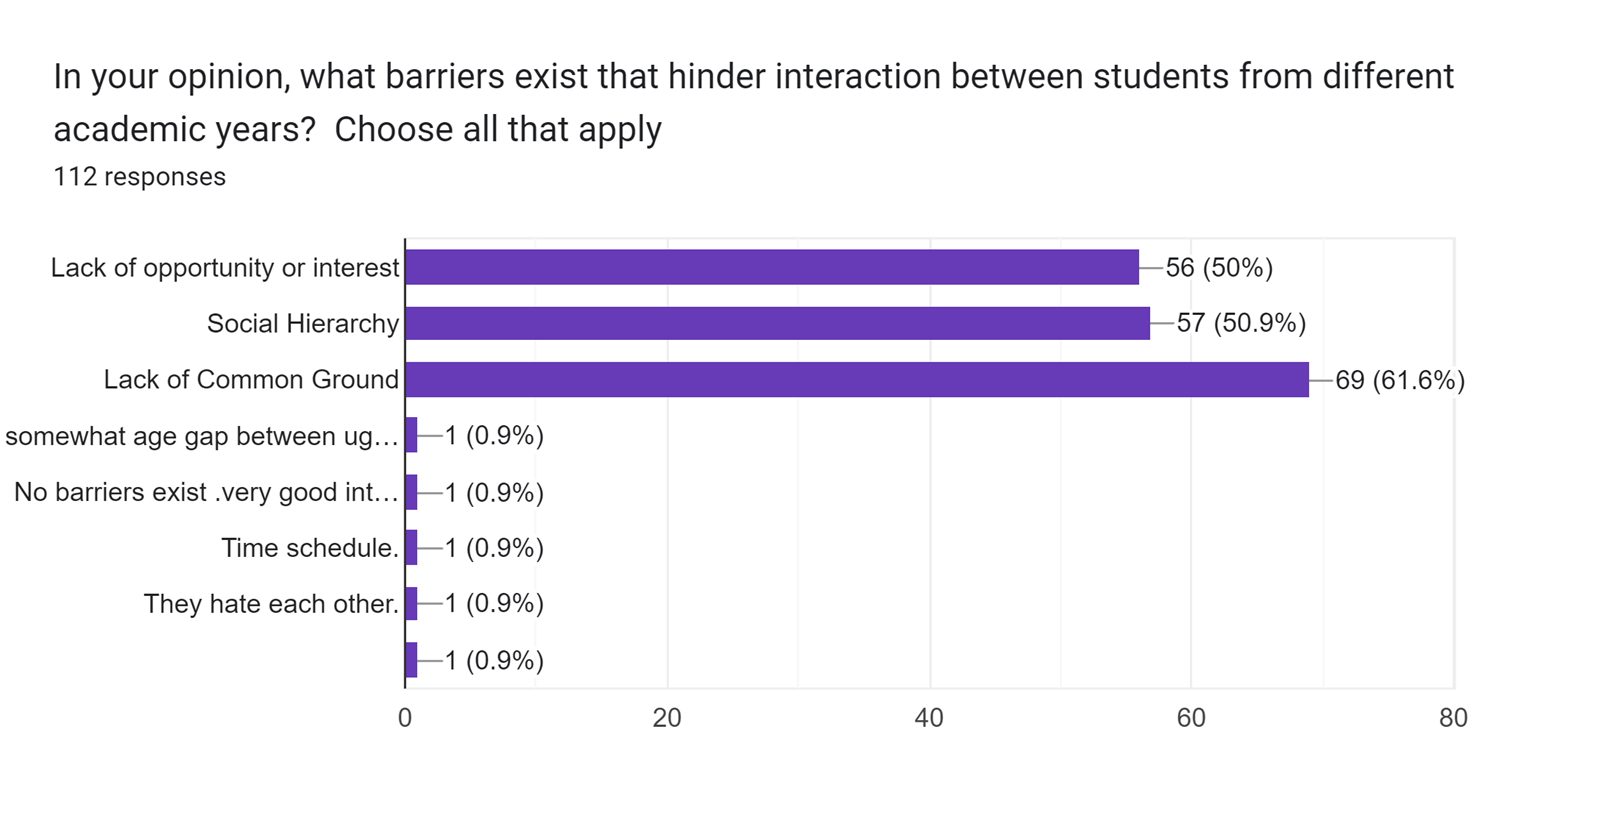 In your opinion, what barriers exist that hinder interaction between students from different
academic years?  Choose all that apply
112 responses
Lack of opportunity or interest 56 (50%)
Social Hierarchy 57 (50.9%)
Lack of Common Ground 69 (61.6%)
somewhat age gap between ug… 1 (0.9%)
No barriers exist .very good int… 1 (0.9%)
Time schedule. 1 (0.9%)
They hate each other. 1 (0.9%)
1 (0.9%)
0 20 40 60 80